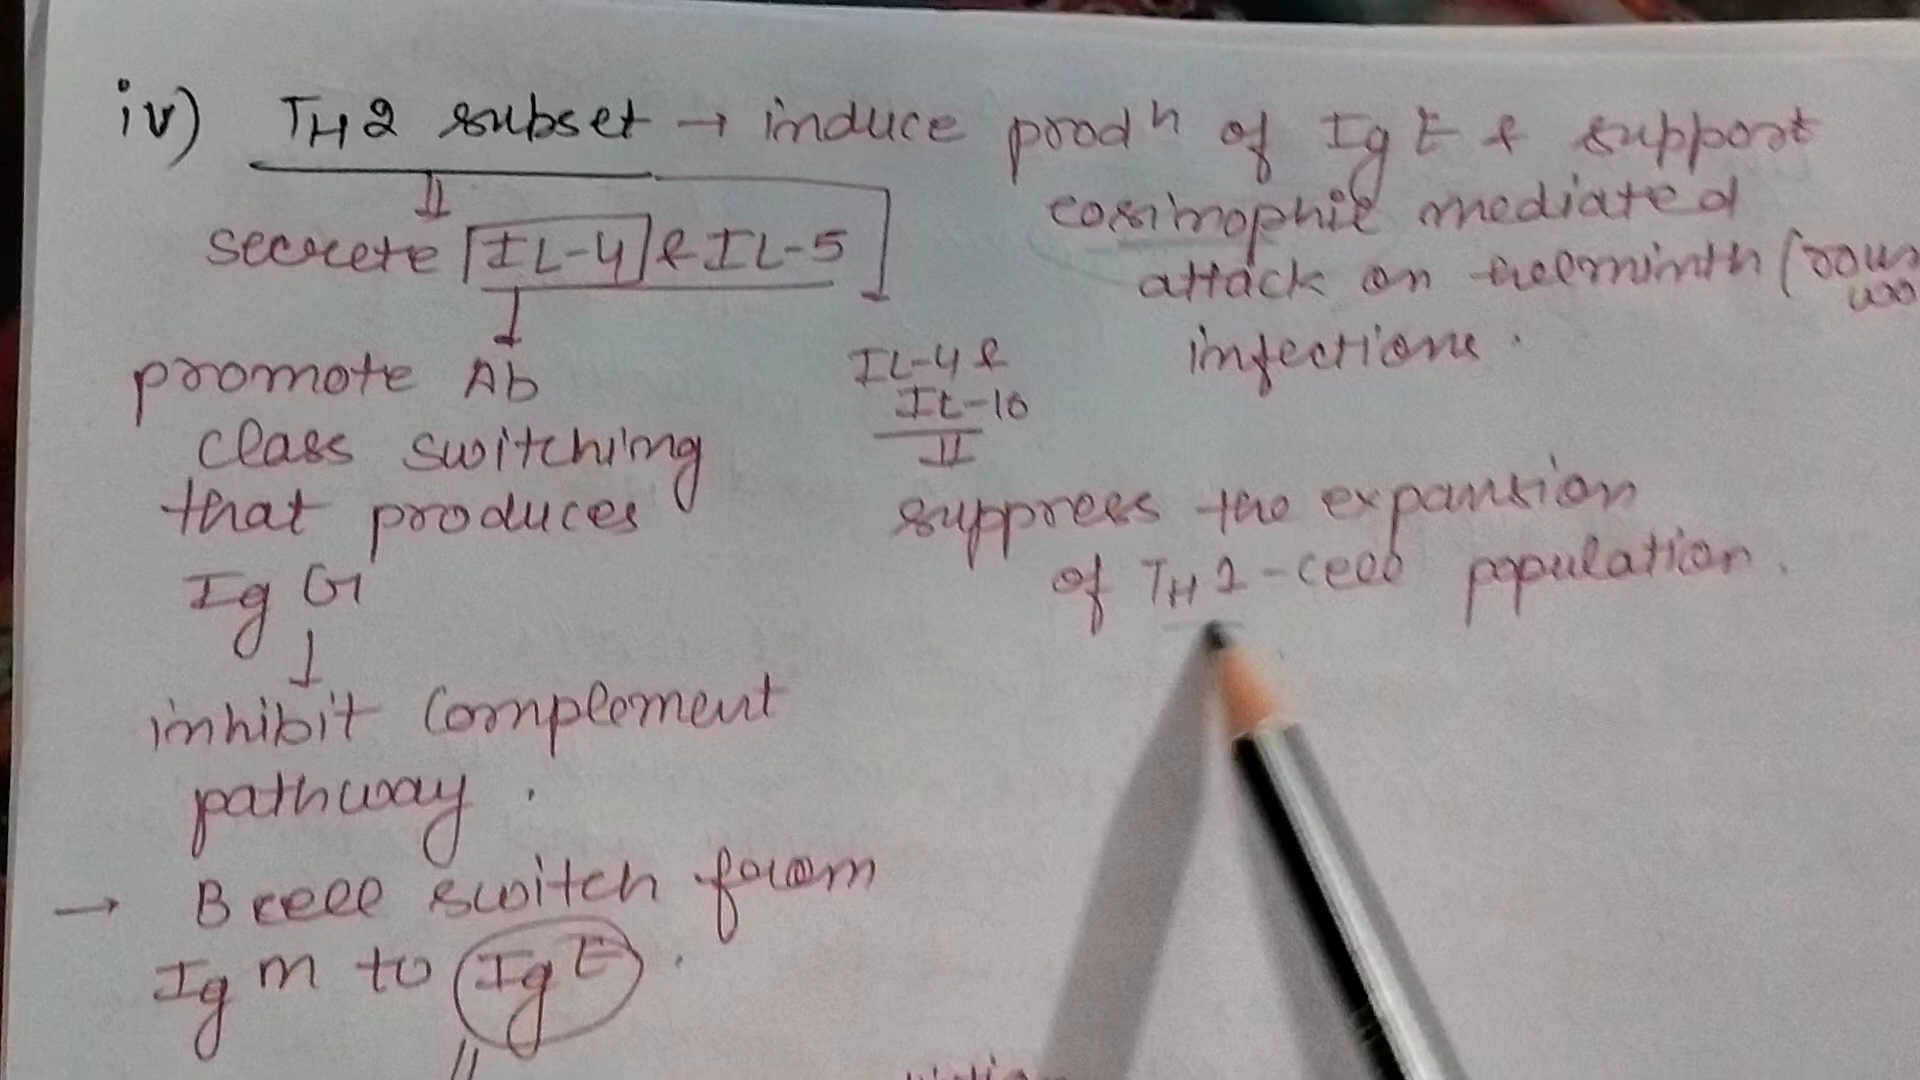 iv) TH2 subset → induce prodn of IgE & support
eosinophil mediated
attack on helminth (roun
infections.
secrete IL-4 & IL-5
promote Ab
class switching
that produces
IgG1
inhibit complement
pathway.
→ B cell switch from
IgM to IgE.
IL-4 &
IL-10
suppress the expansion
of TH1-cell population.